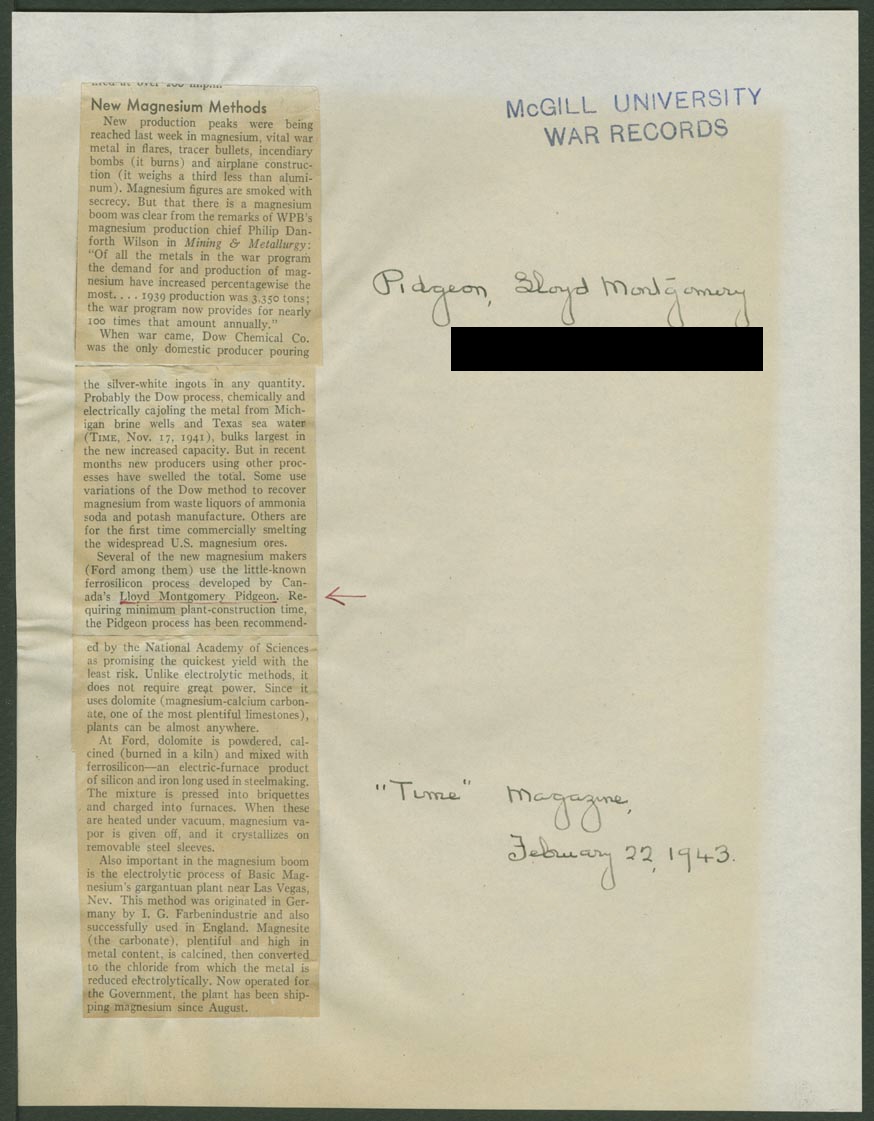 New Magnesium Methods
New production peaks were being
reached last week in magnesium, vital war
metal in flares, tracer bullets, incendiary
bombs (it burns) and airplane construc-
tion (it weighs a third less than alumi-
num). Magnesium figures are smoked with
secrecy. But that there is a magnesium
boom was clear from the remarks of WPB's
magnesium production chief Philip Dan-
forth Wilson in Mining & Metallurgy:
"Of all the metals in the war program
the demand for and production of mag-
nesium have increased percentagewise the
most. . . . 1939 production was 3,350 tons;
the war program now provides for nearly
100 times that amount annually."
When war came, Dow Chemical Co.
was the only domestic producer pouring
the silver-white ingots in any quantity.
Probably the Dow process, chemically and
electrically cajoling the metal from Mich-
igan brine wells and Texas sea water
(TIME, Nov. 17, 1941), bulks largest in
the new increased capacity. But in recent
months new producers using other proc-
esses have swelled the total. Some use
variations of the Dow method to recover
magnesium from waste liquors of ammonia
soda and potash manufacture. Others are
for the first time commercially smelting
the widespread U.S. magnesium ores.
Several of the new magnesium makers
(Ford among them) use the little-known
ferrosilicon process developed by Can-
ada's Lloyd Montgomery Pidgeon. Re-
quiring minimum plant-construction time,
the Pidgeon process has been recommend-
ed by the National Academy of Sciences
as promising the quickest yield with the
least risk. Unlike electrolytic methods, it
does not require great power. Since it
uses dolomite (magnesium-calcium carbon-
ate, one of the most plentiful limestones),
plants can be almost anywhere.
At Ford, dolomite is powdered, cal-
cined (burned in a kiln) and mixed with
ferrosilicon—an electric-furnace product
of silicon and iron long used in steelmaking.
The mixture is pressed into briquettes
and charged into furnaces. When these
are heated under vacuum, magnesium va-
por is given off, and it crystallizes on
removable steel sleeves.
Also important in the magnesium boom
is the electrolytic process of Basic Mag-
nesium's gargantuan plant near Las Vegas,
Nev. This method was originated in Ger-
many by I. G. Farbenindustrie and also
successfully used in England. Magnesite
(the carbonate), plentiful and high in
metal content, is calcined, then converted
to the chloride from which the metal is
reduced electrolytically. Now operated for
the Government, the plant has been ship-
ping magnesium since August.
McGILL UNIVERSITY
WAR RECORDS
Pidgeon, Lloyd Montgomery
"Time" Magazine,
February 22, 1943.